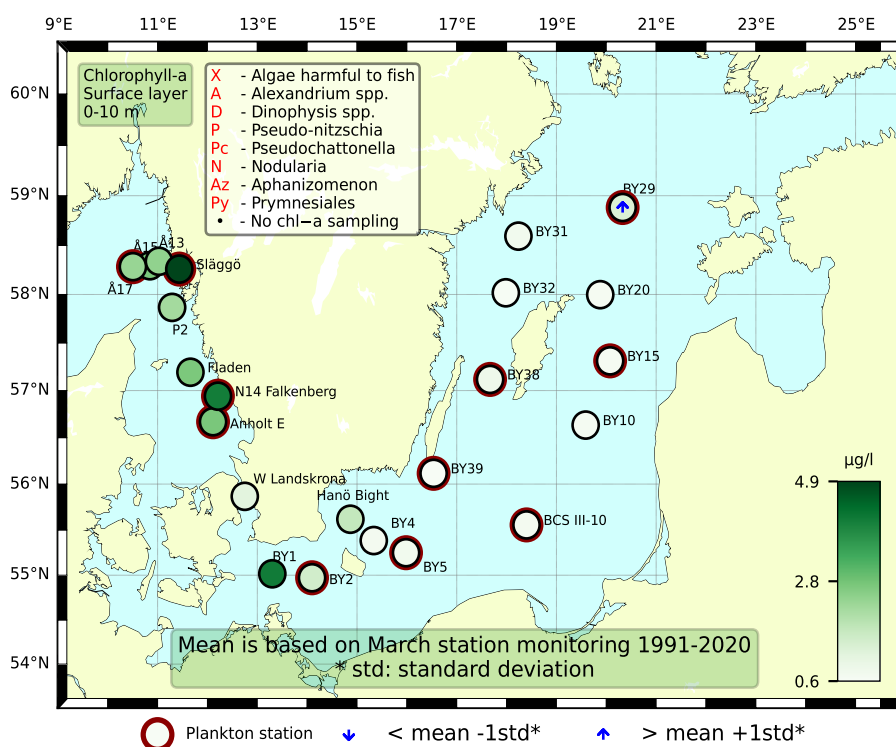 9°E 11°E 13°E 15°E 17°E 19°E 21°E 23°E 25°E
60°N
59°N
58°N
57°N
56°N
55°N
54°N
Chlorophyll-a
Surface layer
0-10 m
X - Algae harmful to fish
A - Alexandrium spp.
D - Dinophysis spp.
P - Pseudo-nitzschia
Pc - Pseudochattonella
N - Nodularia
Az - Aphanizomenon
Py - Prymnesiales
• - No chl−a sampling
BY29
BY31
Å15
Å13
Släggö
Å17
BY32
BY20
P2
BY15
Fladen
BY38
N14 Falkenberg
Anholt E
BY10
BY39
W Landskrona
Hanö Bight
BY4
BCS III-10
BY1
BY5
BY2
µg/l
4.9
2.8
0.6
Mean is based on March station monitoring 1991-2020
* std: standard deviation
Plankton station < mean -1std* > mean +1std*